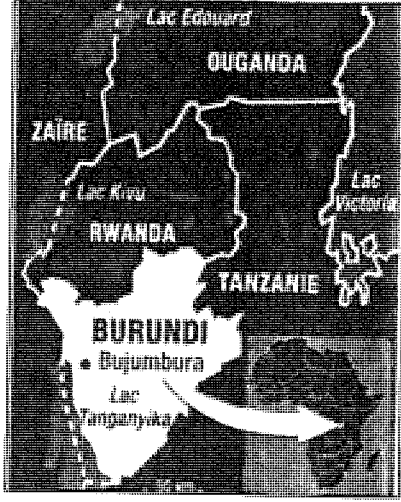 Lac Edouard
OUGANDA
ZAÏRE
Lac Kivu
Lac
Victoria
RWANDA
TANZANIE
BURUNDI
Bujumbura
Lac
Tanganyika